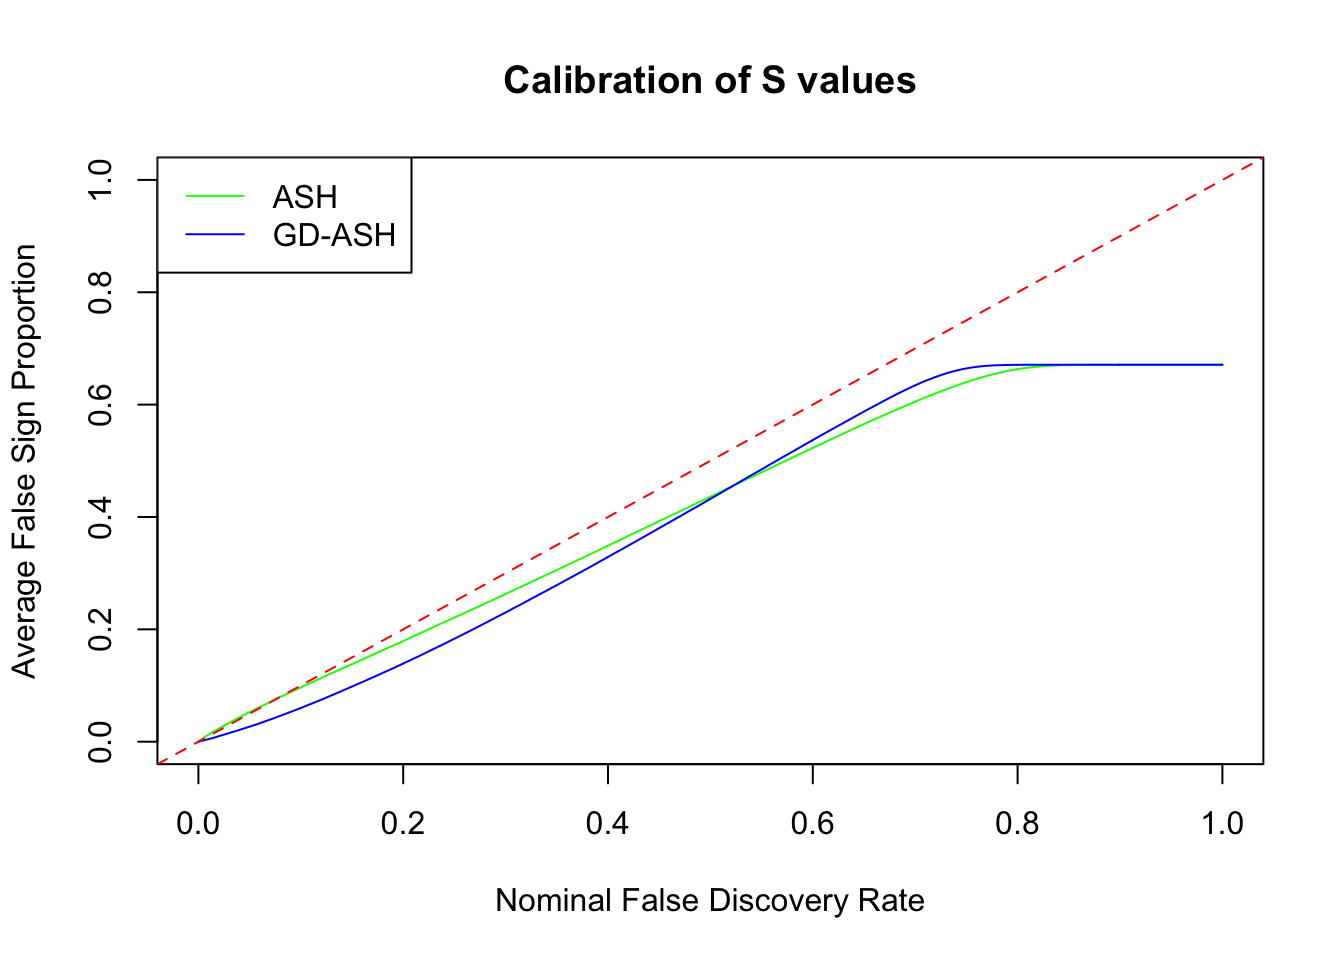 Calibration of S values
ASH
GD-ASH
Average False Sign Proportion
1.0
0.8
0.6
0.4
0.2
0.0
0.0 0.2 0.4 0.6 0.8 1.0
Nominal False Discovery Rate